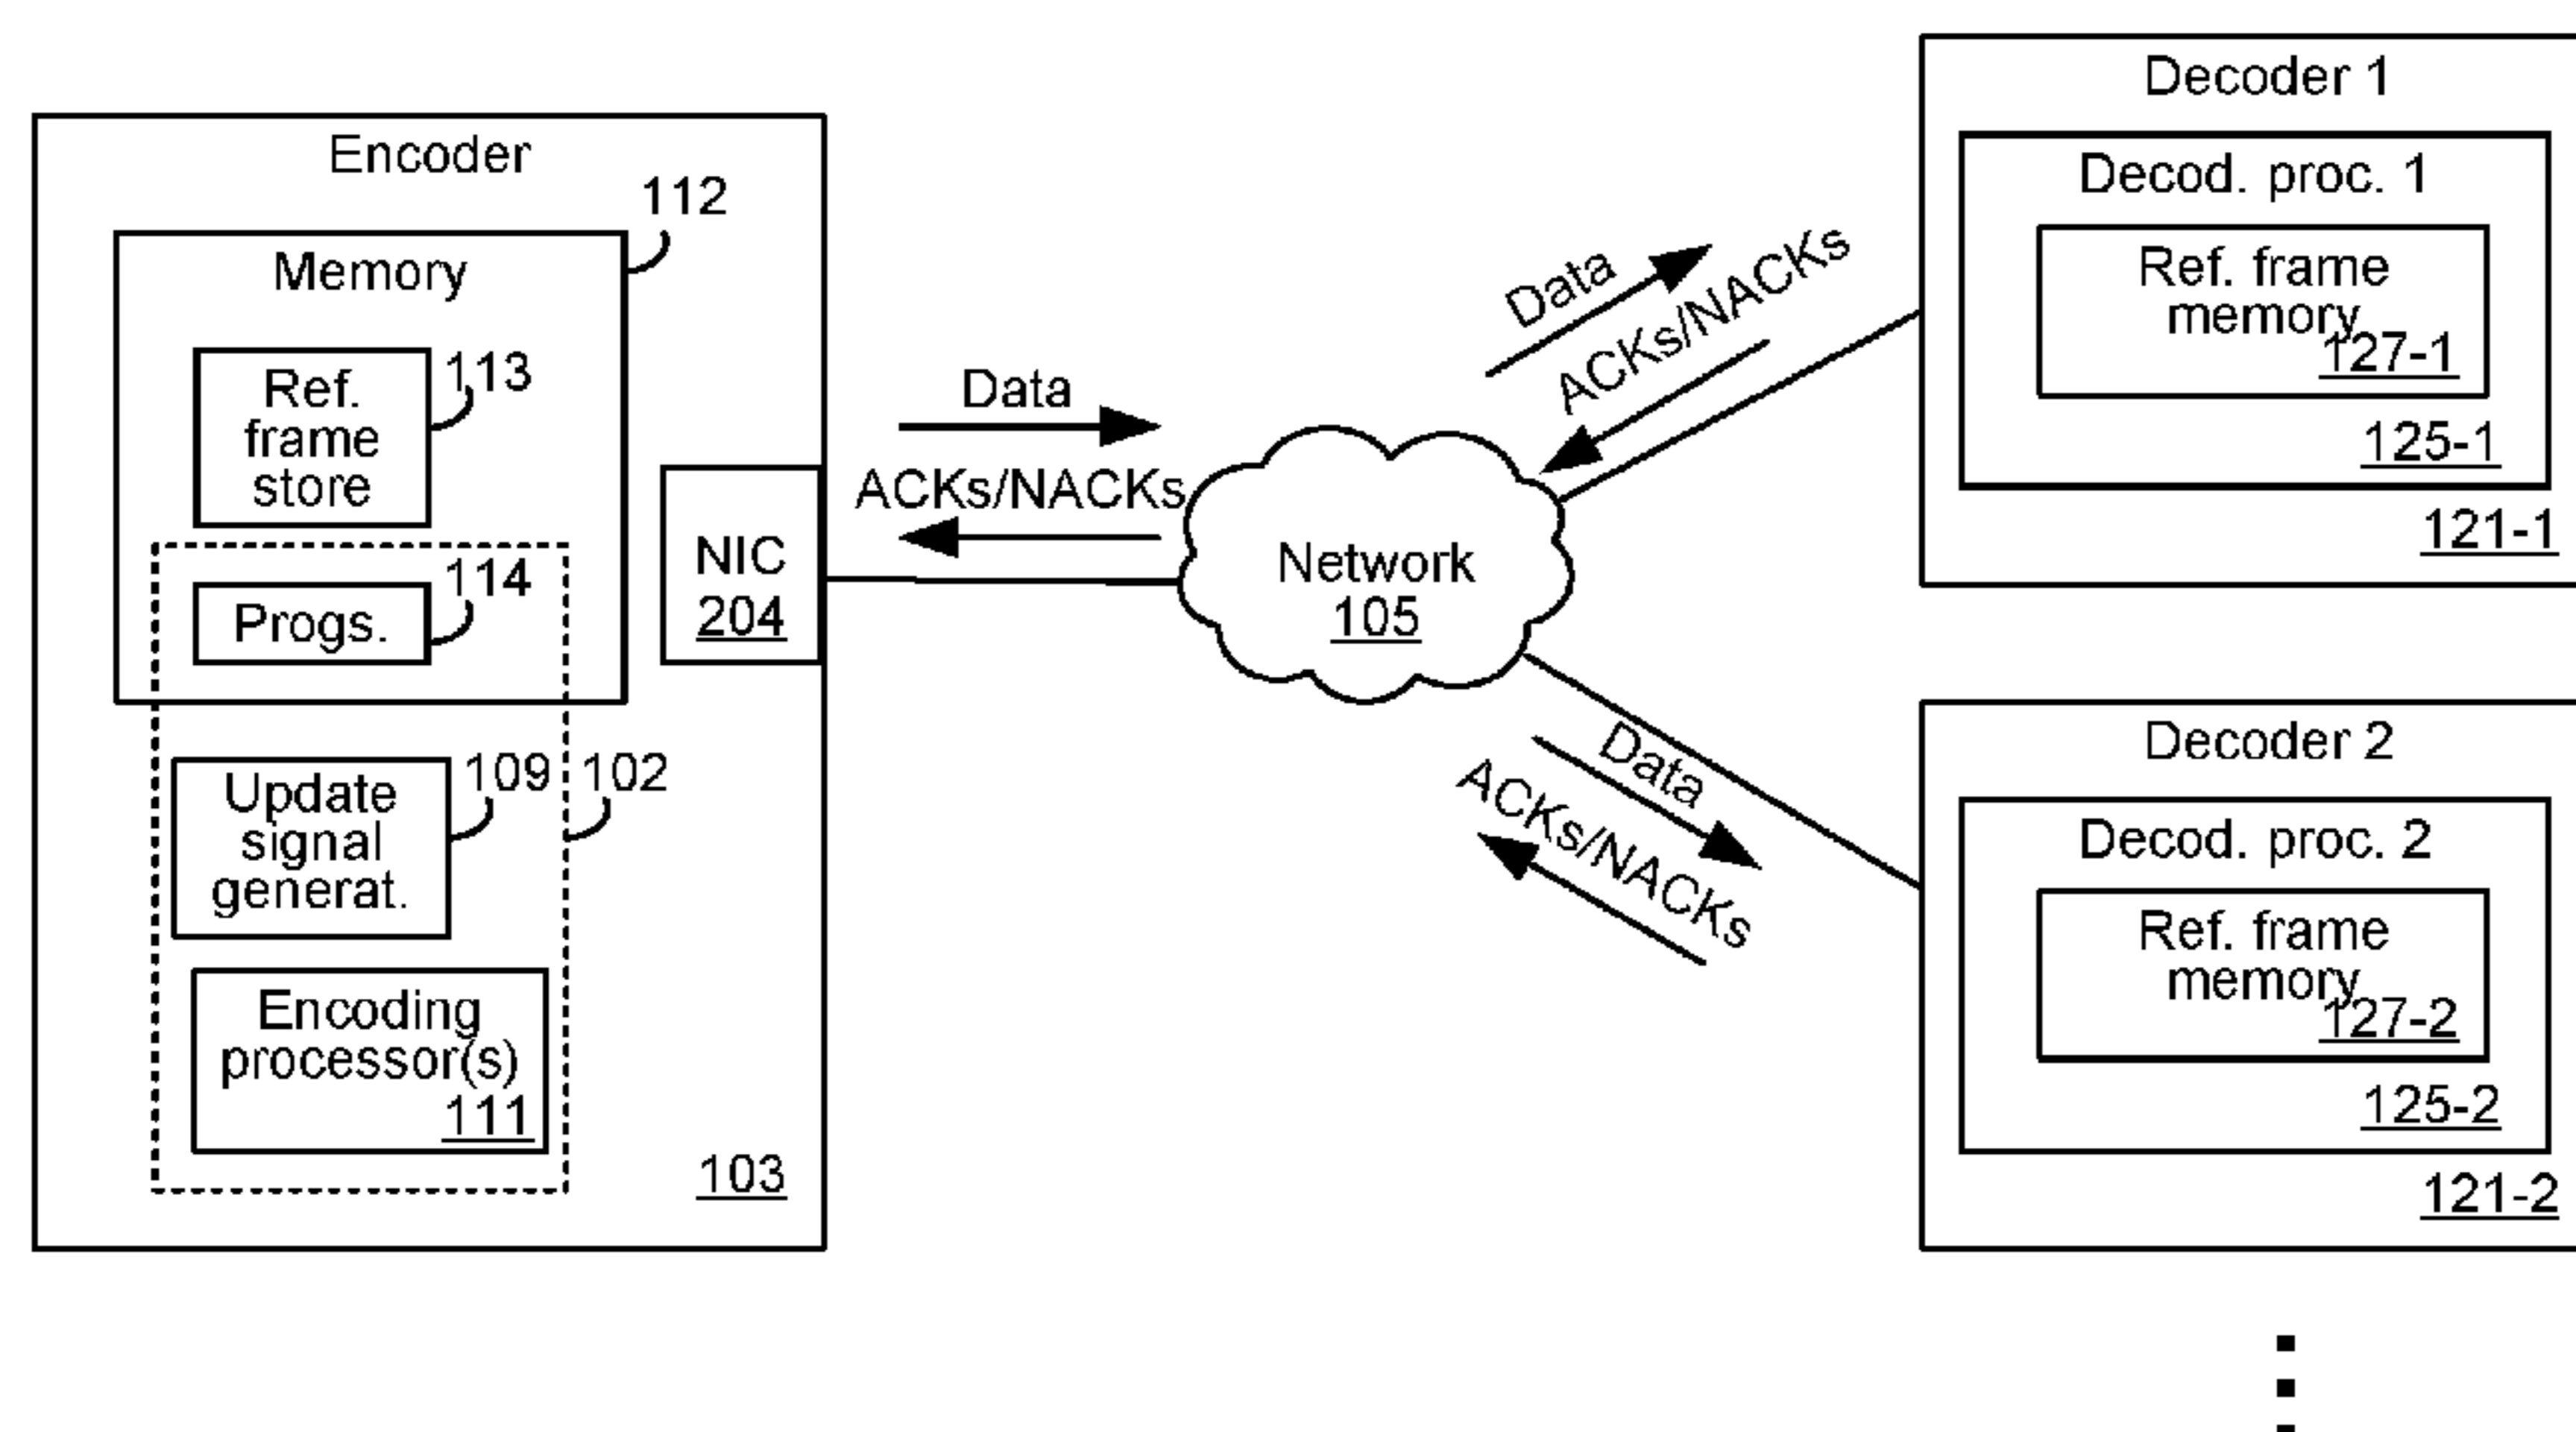 Encoder
112
Memory
113
Ref.
frame
store
114
Progs.
109
102
Update
signal
generat.
Encoding
processor(s)
111
103
NIC
204
Data
ACKs/NACKs
Network
105
Data
ACKs/NACKs
Data
ACKs/NACKs
Decoder 1
Decod. proc. 1
Ref. frame
memory
127-1
125-1
121-1
Decoder 2
Decod. proc. 2
Ref. frame
memory
127-2
125-2
121-2